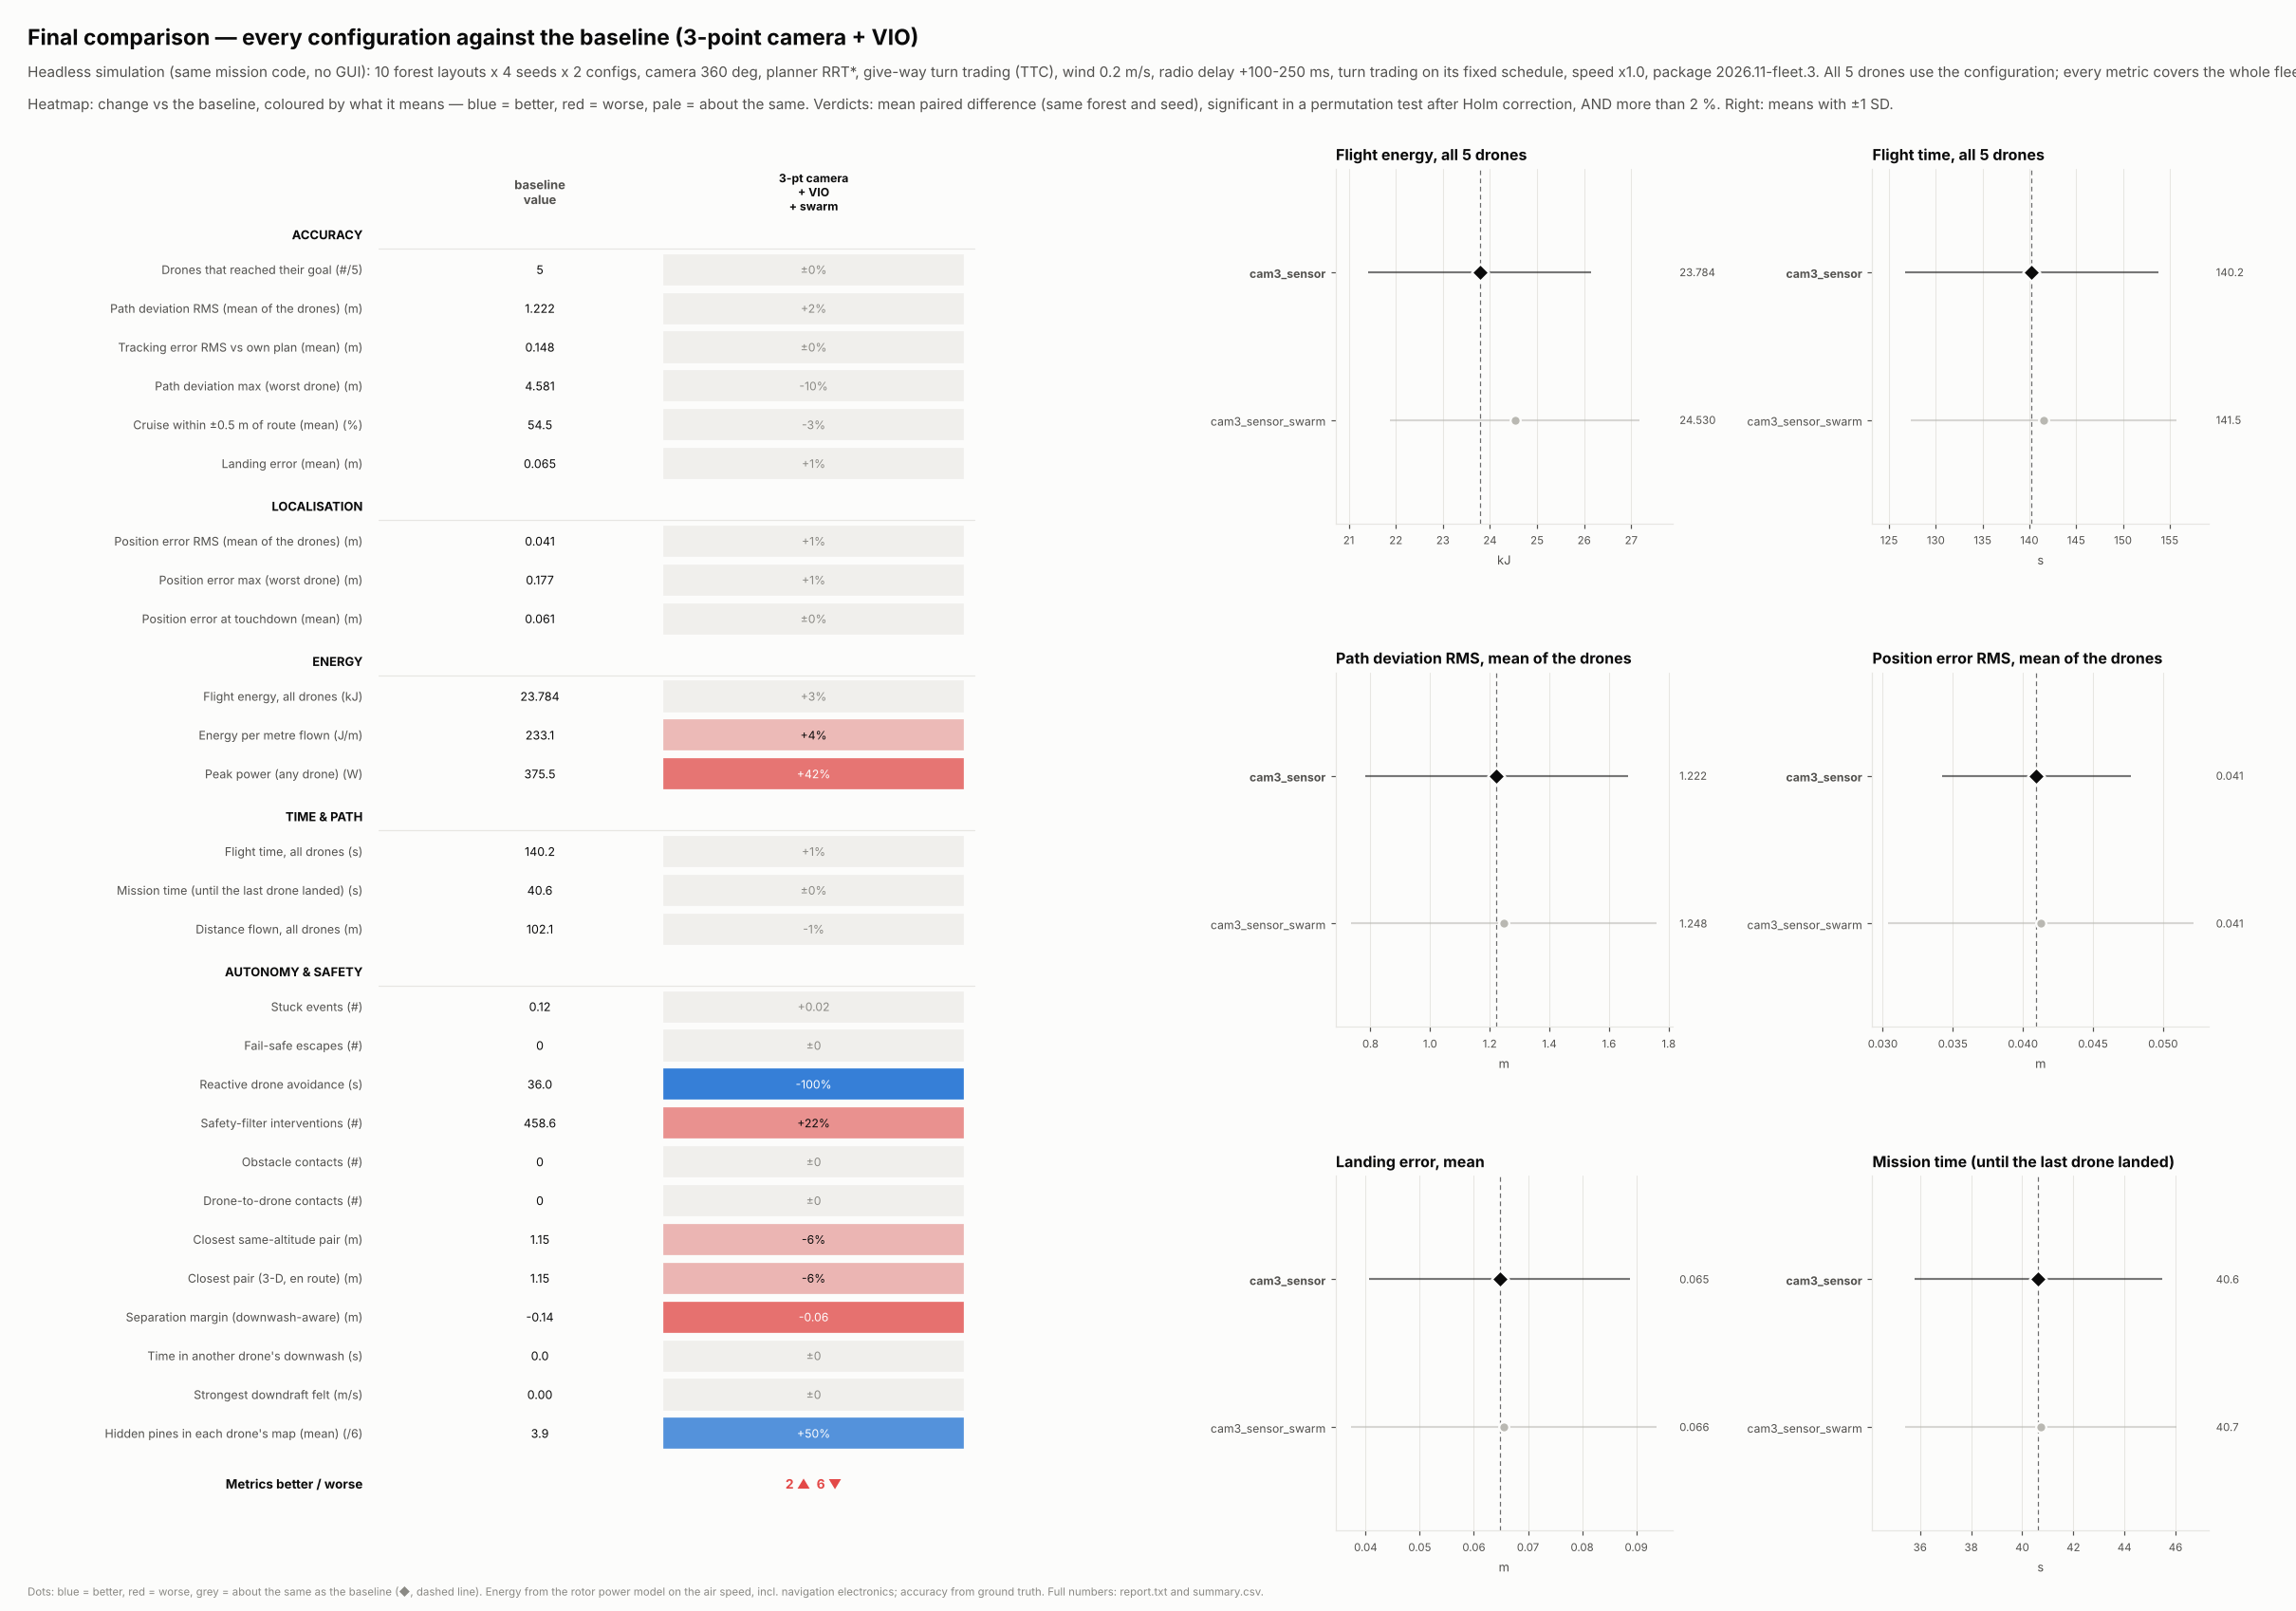 Final comparison — every configuration against the baseline (3-point camera + VIO)
Headless simulation (same mission code, no GUI): 10 forest layouts x 4 seeds x 2 configs, camera 360 deg, planner RRT*, give-way turn trading (TTC), wind 0.2 m/s, radio delay +100-250 ms, turn trading on its fixed schedule, speed x1.0, package 2026.11-fleet.3. All 5 drones use the configuration; every metric covers the whole
Heatmap: change vs the baseline, coloured by what it means — blue = better, red = worse, pale = about the same. Verdicts: mean paired difference (same forest and seed), significant in a permutation test after Holm correction, AND more than 2 %. Right: means with ±1 SD.
baseline
value
3-pt camera
+ VIO
+ swarm
ACCURACY
Drones that reached their goal (#/5) 5 ±0%
Path deviation RMS (mean of the drones) (m) 1.222 +2%
Tracking error RMS vs own plan (mean) (m) 0.148 ±0%
Path deviation max (worst drone) (m) 4.581 -10%
Cruise within ±0.5 m of route (mean) (%) 54.5 -3%
Landing error (mean) (m) 0.065 +1%
LOCALISATION
Position error RMS (mean of the drones) (m) 0.041 +1%
Position error max (worst drone) (m) 0.177 +1%
Position error at touchdown (mean) (m) 0.061 ±0%
ENERGY
Flight energy, all drones (kJ) 23.784 +3%
Energy per metre flown (J/m) 233.1 +4%
Peak power (any drone) (W) 375.5 +42%
TIME & PATH
Flight time, all drones (s) 140.2 +1%
Mission time (until the last drone landed) (s) 40.6 ±0%
Distance flown, all drones (m) 102.1 -1%
AUTONOMY & SAFETY
Stuck events (#) 0.12 +0.02
Fail-safe escapes (#) 0 ±0
Reactive drone avoidance (s) 36.0 -100%
Safety-filter interventions (#) 458.6 +22%
Obstacle contacts (#) 0 ±0
Drone-to-drone contacts (#) 0 ±0
Closest same-altitude pair (m) 1.15 -6%
Closest pair (3-D, en route) (m) 1.15 -6%
Separation margin (downwash-aware) (m) -0.14 -0.06
Time in another drone's downwash (s) 0.0 ±0
Strongest downdraft felt (m/s) 0.00 ±0
Hidden pines in each drone's map (mean) (/6) 3.9 +50%
Metrics better / worse 2 ▲ 6 ▼
Flight energy, all 5 drones
cam3_sensor 23.784
cam3_sensor_swarm 24.530
21 22 23 24 25 26 27
kJ
Flight time, all 5 drones
cam3_sensor 140.2
cam3_sensor_swarm 141.5
125 130 135 140 145 150 155
s
Path deviation RMS, mean of the drones
cam3_sensor 1.222
cam3_sensor_swarm 1.248
0.8 1.0 1.2 1.4 1.6 1.8
m
Position error RMS, mean of the drones
cam3_sensor 0.041
cam3_sensor_swarm 0.041
0.030 0.035 0.040 0.045 0.050
m
Landing error, mean
cam3_sensor 0.065
cam3_sensor_swarm 0.066
0.04 0.05 0.06 0.07 0.08 0.09
m
Mission time (until the last drone landed)
cam3_sensor 40.6
cam3_sensor_swarm 40.7
36 38 40 42 44 46
s
Dots: blue = better, red = worse, grey = about the same as the baseline (◆, dashed line). Energy from the rotor power model on the air speed, incl. navigation electronics; accuracy from ground truth. Full numbers: report.txt and summary.csv.